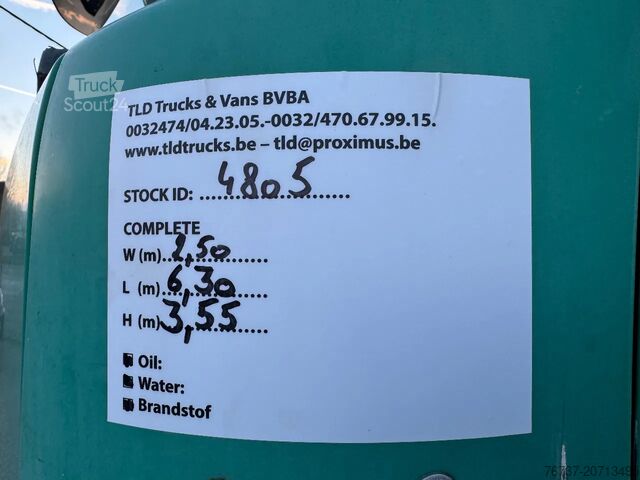 Truck
Scout24
TLD Trucks & Vans BVBA
0032474/04.23.05.-0032/470.67.99.15.
www.tldtrucks.be – tld@proximus.be
STOCK ID: 4805
COMPLETE
W (m) 2,50
L (m) 6,30
H (m) 3,55
Oil:
Water:
Brandstof